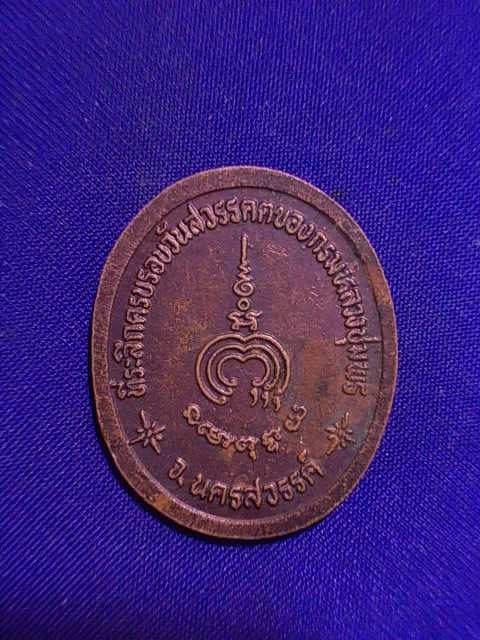 ที่ระลึกครบรอบวันสวรรคตของกรมหลวงชุมพร
จ. นครสวรรค์